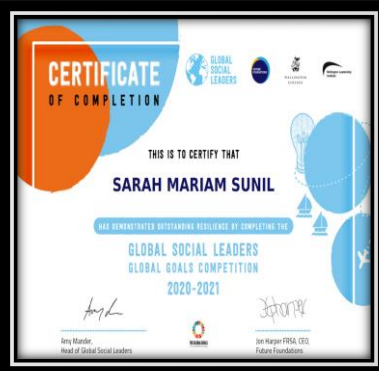 CERTIFICATE
OF COMPLETION
GLOBAL
SOCIAL
LEADERS
THIS IS TO CERTIFY THAT
SARAH MARIAM SUNIL
HAS DEMONSTRATED OUTSTANDING RESILIENCE BY COMPLETING THE
GLOBAL SOCIAL LEADERS
GLOBAL GOALS COMPETITION
2020-2021
Amy Mander,
Head of Global Social Leaders
Jon Harper FRSA, CEO,
Future Foundations